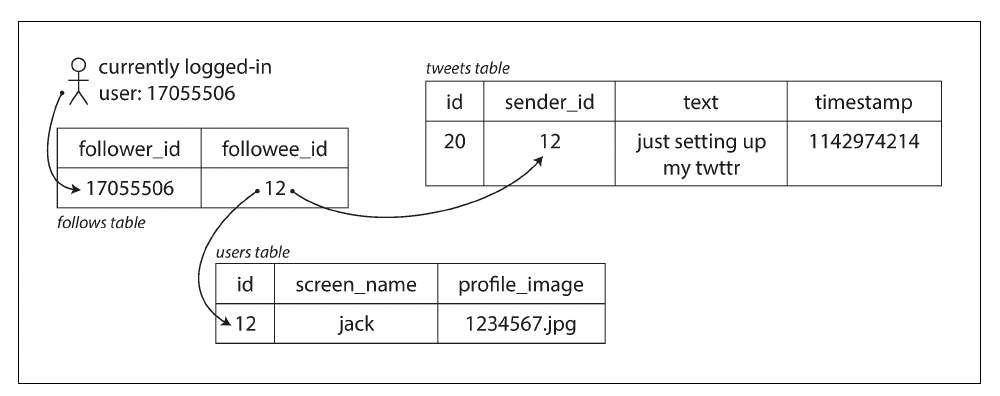 currently logged-in
user: 17055506
follower_id followee_id
17055506 12
follows table
tweets table
id sender_id text timestamp
20 12 just setting up 1142974214
my twttr
users table
id screen_name profile_image
12 jack 1234567.jpg